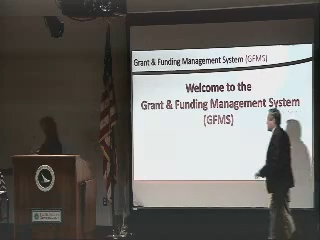 Grant & Funding Management System (GFMS)
Welcome to the
Grant & Funding Management System
(GFMS)